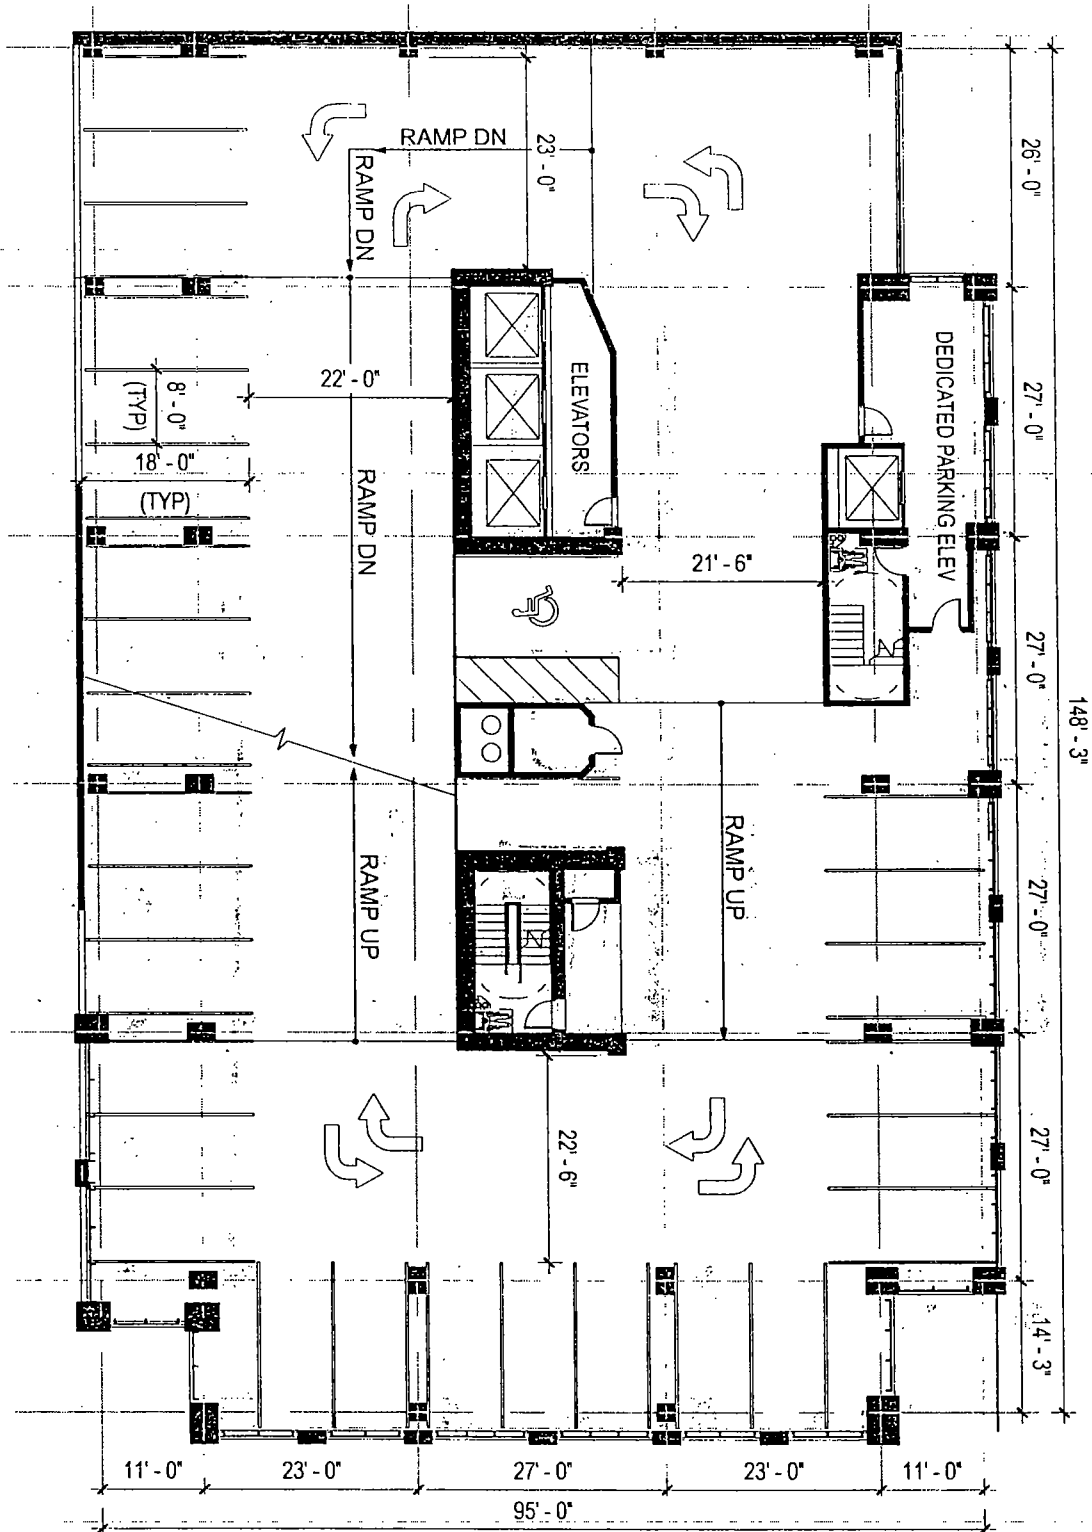 RAMP DN
RAMP DN
23' - 0"
26' - 0"
ELEVATORS
DEDICATED PARKING ELEV
27' - 0"
22' - 0"
8' - 0"
(TYP)
18' - 0"
(TYP)
RAMP DN
21' - 6"
27' - 0"
148' - 3"
RAMP UP
RAMP UP
27' - 0"
22' - 6"
27' - 0"
14' - 3"
11' - 0"
23' - 0"
27' - 0"
23' - 0"
11' - 0"
95' - 0"